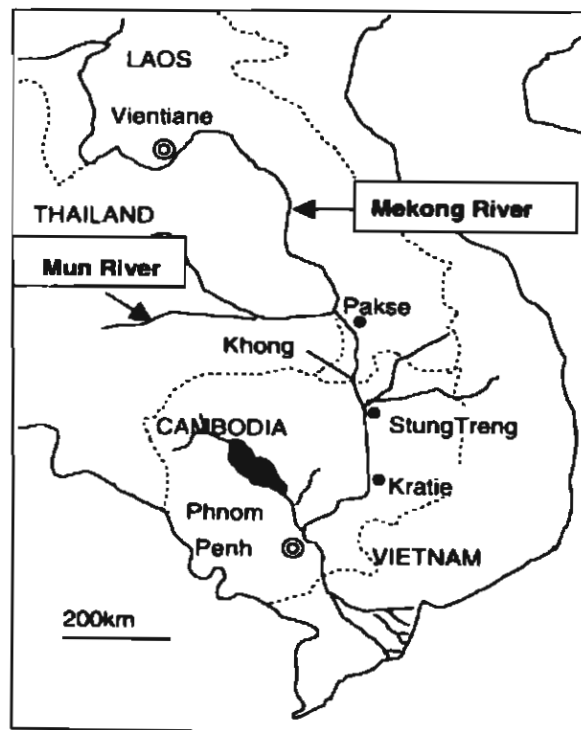 LAOS
Vientiane
THAILAND
Mekong River
Mun River
Pakse
Khong
CAMBODIA
StungTreng
Kratie
Phnom
Penh
VIETNAM
200km